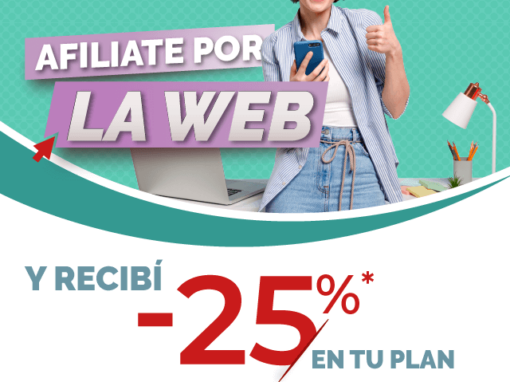 AFILIATE POR
LA WEB
Y RECIBÍ
-25%*
EN TU PLAN